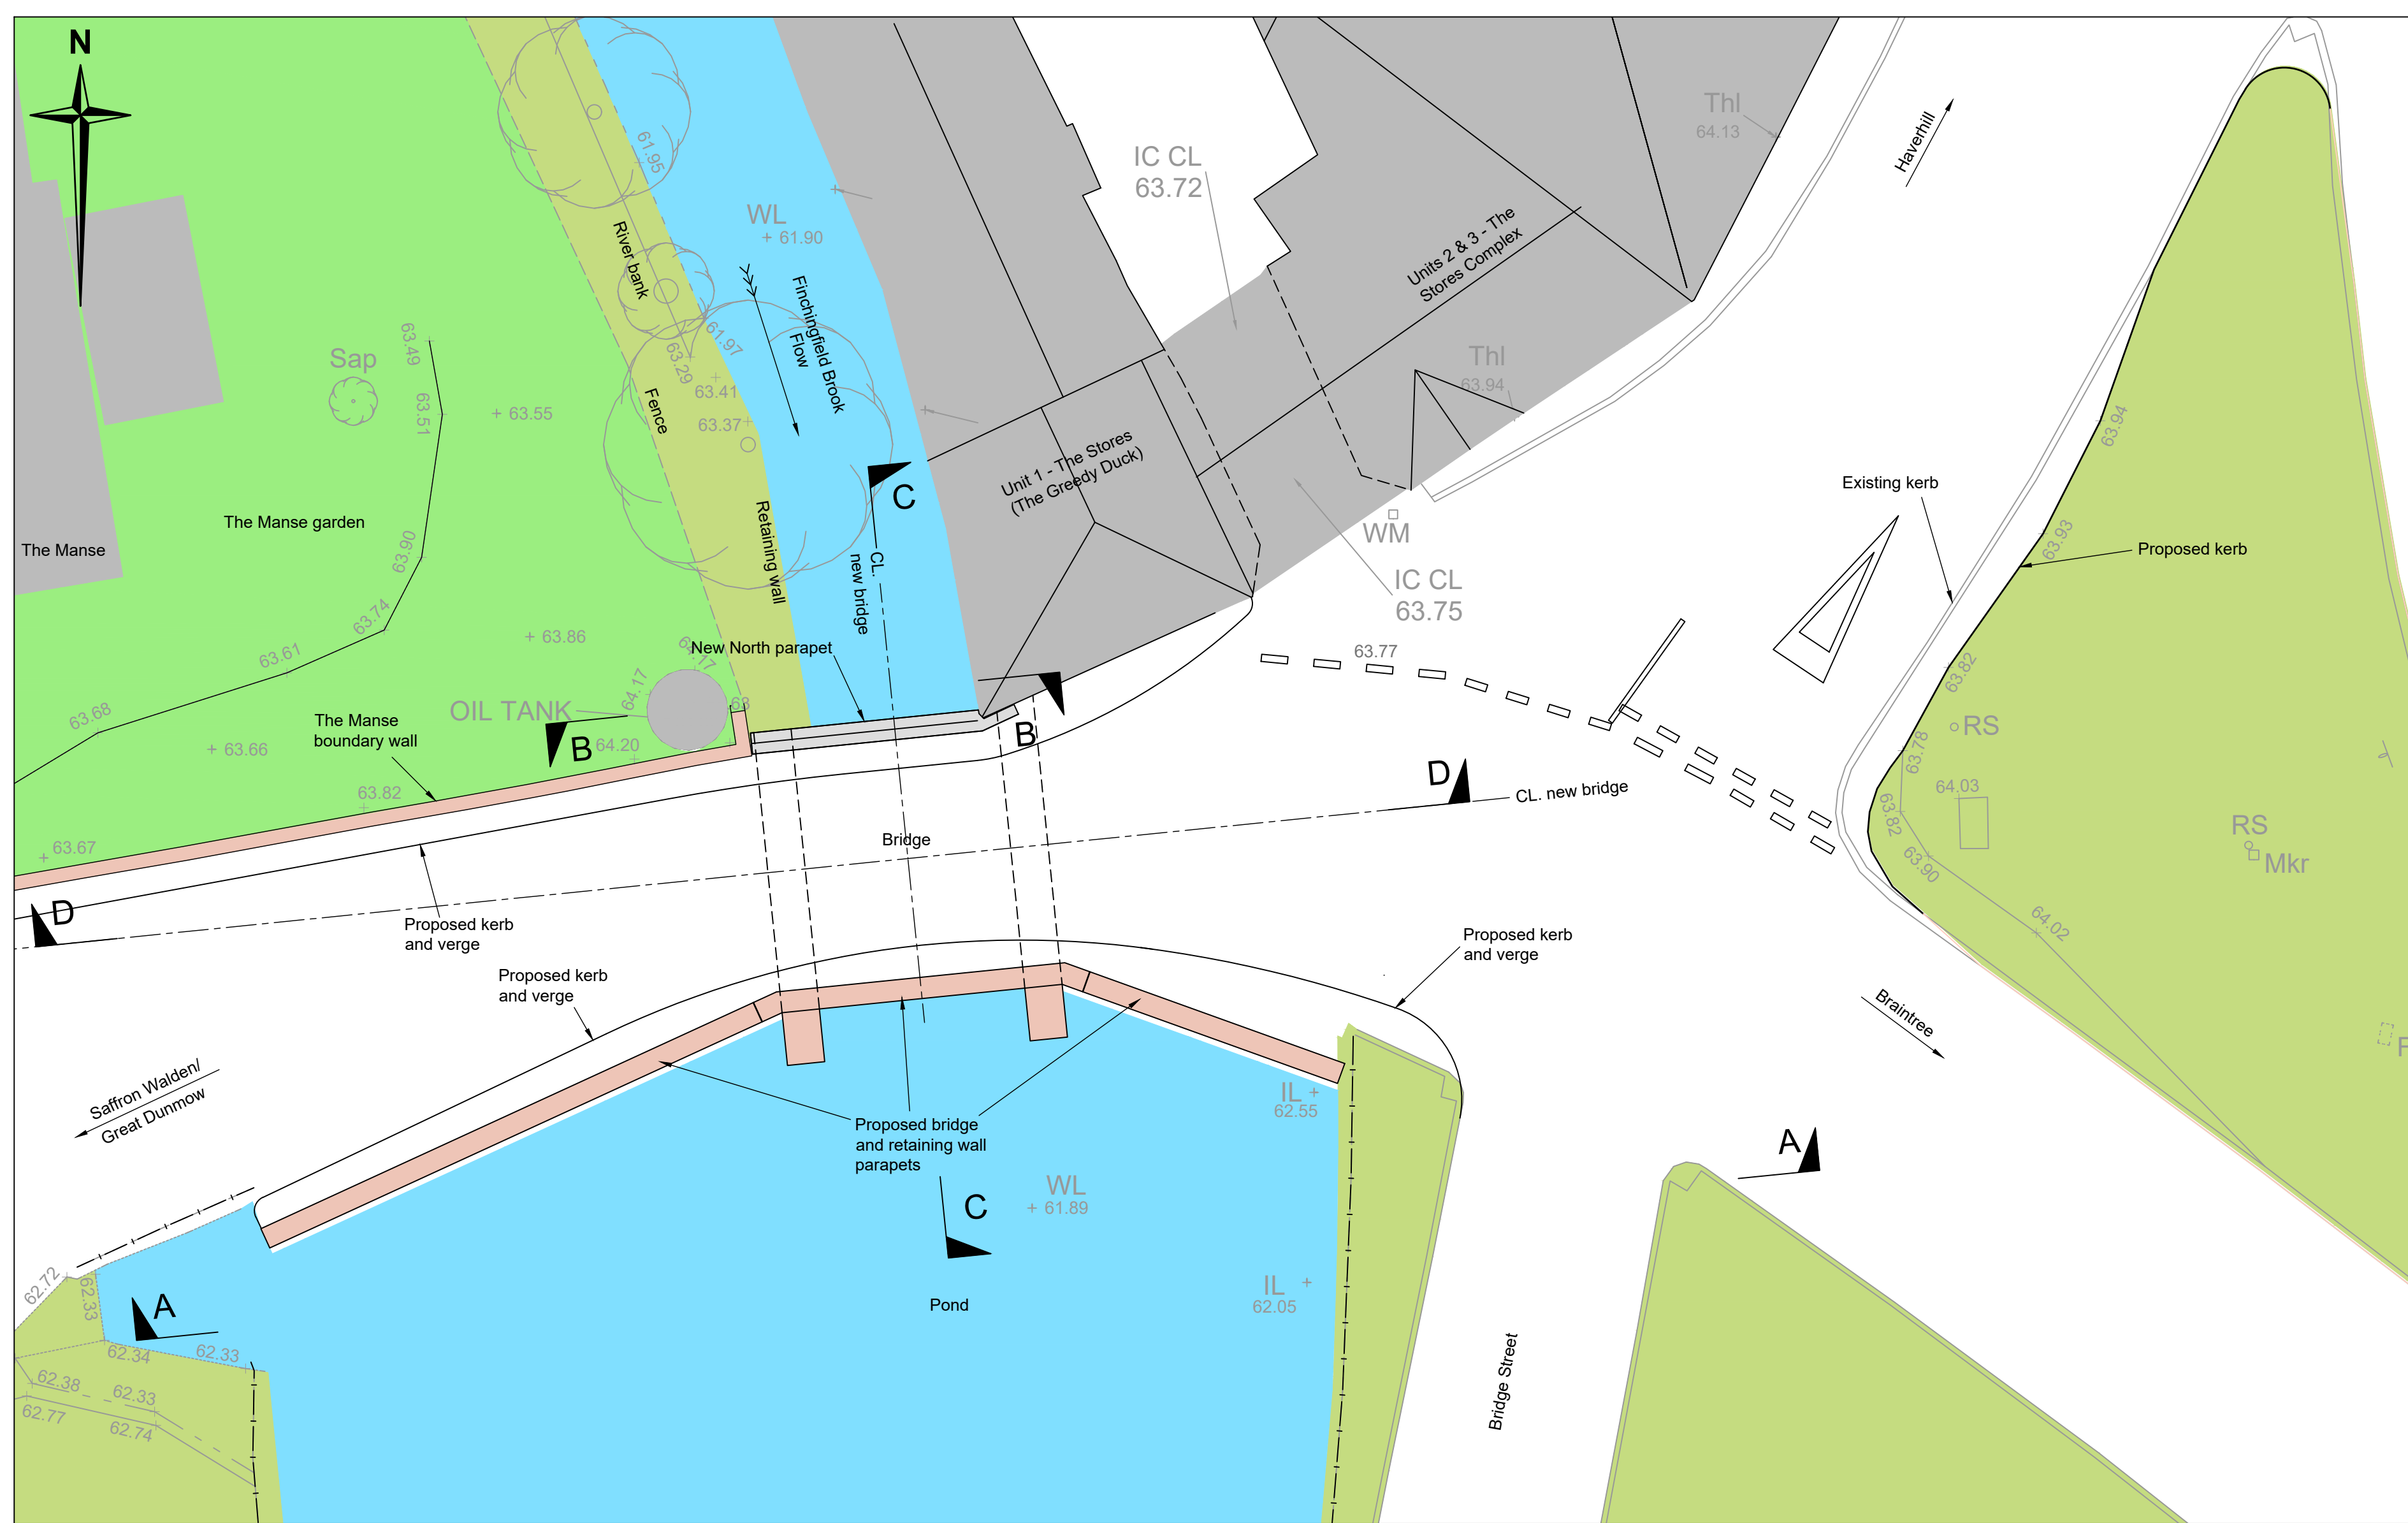 N
Thl
64.13
Haverhill
IC CL
63.72
61.95
WL
+ 61.90
River bank
Units 2 & 3 - The
Stores Complex
Finchingfield Brook
Flow
61.97
63.29
63.41
63.37
63.49
63.51
Sap
+ 63.55
Fence
Thl
63.94
63.94
Unit 1 - The Stores
(The Greedy Duck)
Existing kerb
C
The Manse garden
The Manse
Retaining wall
CL.
new bridge
WM
63.90
63.93
Proposed kerb
IC CL
63.75
63.74
+ 63.86
63.61
New North parapet
64.17
64.17
63.77
63.82
63
OIL TANK
63.68
The Manse
boundary wall
B
64.20
+ 63.66
B
RS
63.78
D
CL. new bridge
64.03
63.82
63.82
RS
Mkr
Bridge
+ 63.67
63.90
D
Proposed kerb
and verge
Proposed kerb
and verge
64.02
Proposed kerb
and verge
Braintree
Saffron Walden/
Great Dunmow
IL +
62.55
Proposed bridge
and retaining wall
parapets
A
WL
+ 61.89
C
62.72
62.33
IL +
62.05
A
Pond
62.34
62.33
62.38
62.33
62.77
62.74
Bridge Street